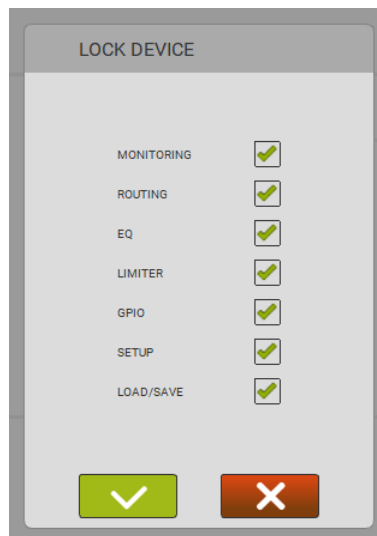 LOCK DEVICE
MONITORING
ROUTING
EQ
LIMITER
GPIO
SETUP
LOAD/SAVE